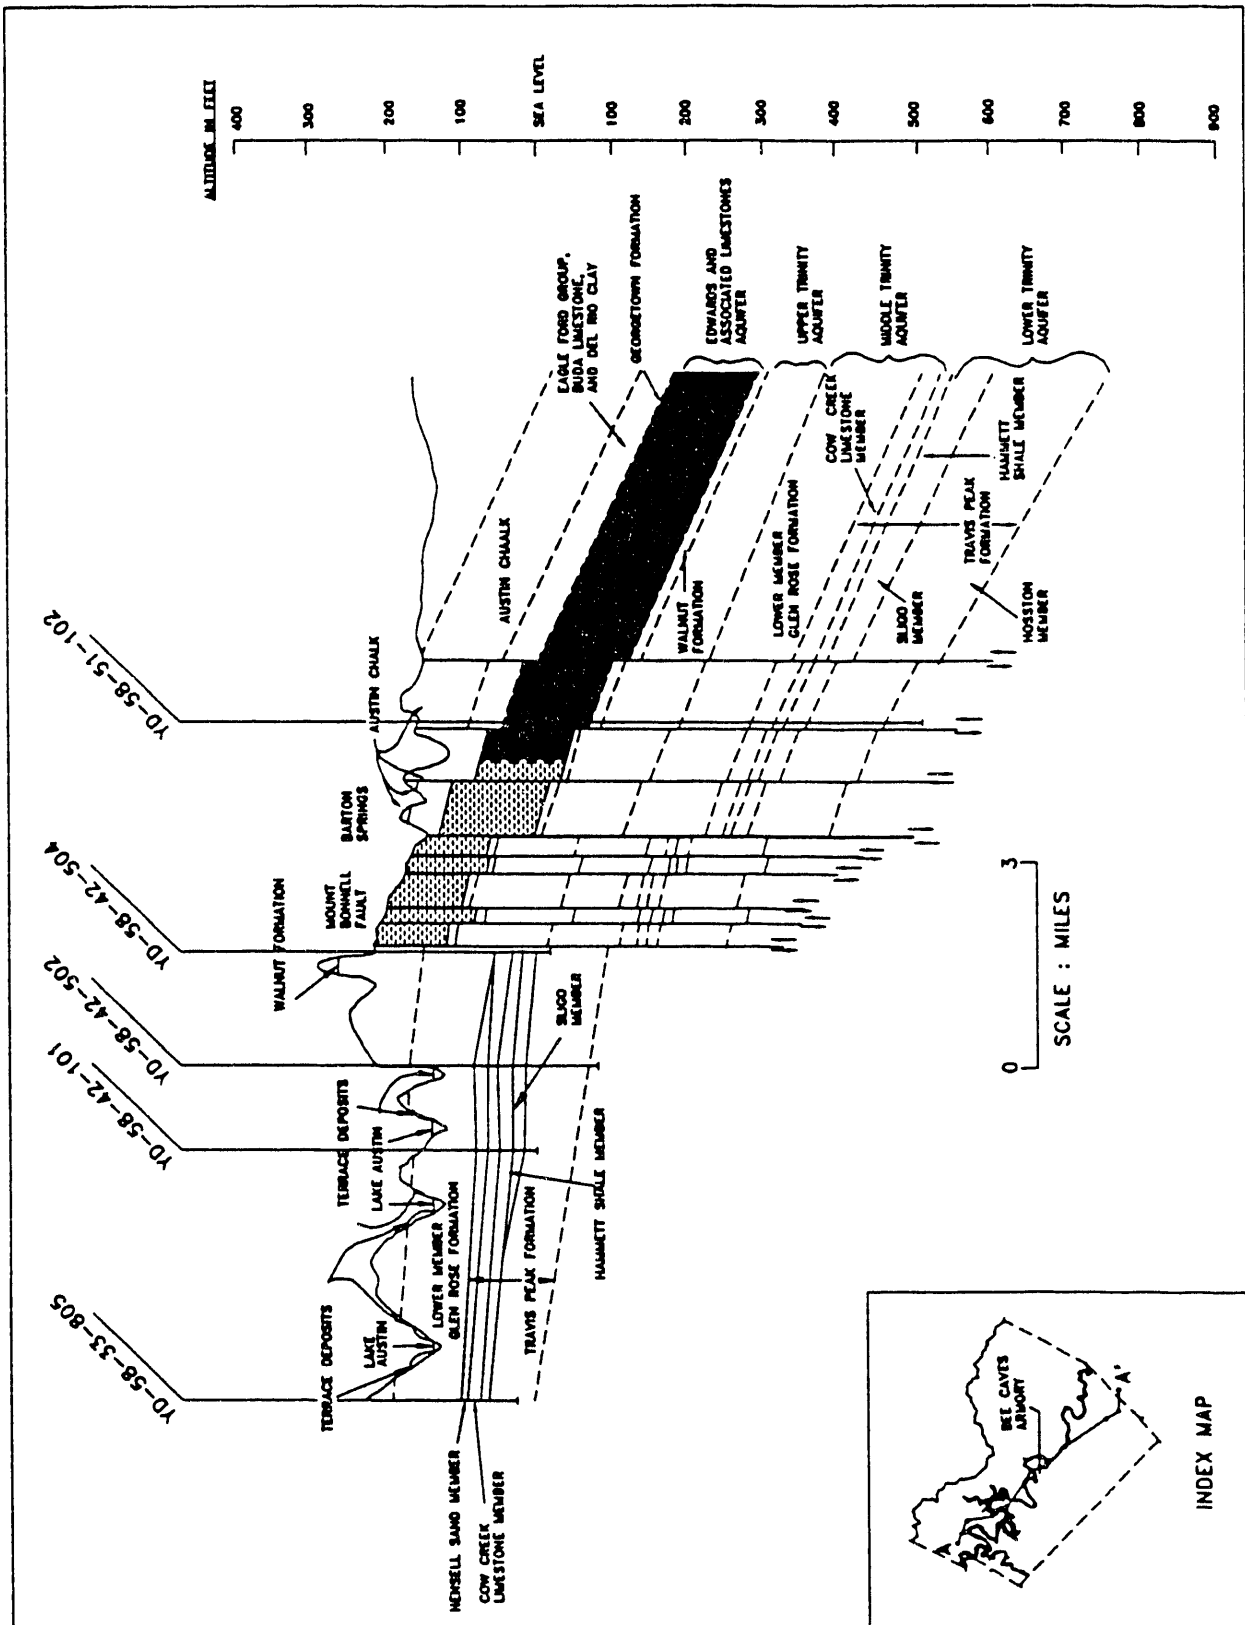 YD-58-33-805
YD-58-42-101
YD-58-42-502
YD-58-42-504
YD-58-51-102
ALTITUDE IN FEET
400
300
200
100
SEA LEVEL
100
200
300
400
500
600
700
800
900
TERRACE DEPOSITS
LAKE
AUSTIN
TERRACE DEPOSITS
LAKE AUSTIN
WALNUT FORMATION
MOUNT
BONNELL
FAULT
BARTON
SPRINGS
AUSTIN CHALK
LOWER MEMBER
GLEN ROSE FORMATION
HENSELL SAND MEMBER
COW CREEK
LIMESTONE MEMBER
TRAVIS PEAK FORMATION
HAMMETT SHALE MEMBER
SLIGO
MEMBER
AUSTIN CHAALK
EAGLE FORD GROUP,
BUDA LIMESTONE,
AND DEL RIO CLAY
GEORGETOWN FORMATION
EDWARDS AND
ASSOCIATED LIMESTONES
AQUIFER
UPPER TRINITY
AQUIFER
MIDDLE TRINITY
AQUIFER
LOWER TRINITY
AQUIFER
WALNUT
FORMATION
LOWER MEMBER
GLEN ROSE FORMATION
COW CREEK
LIMESTONE
MEMBER
SLIGO
MEMBER
TRAVIS PEAK
FORMATION
HAMMETT
SHALE MEMBER
HOSSTON
MEMBER
0
3
SCALE : MILES
A
A'
BEE CAVES
ARMORY
INDEX MAP